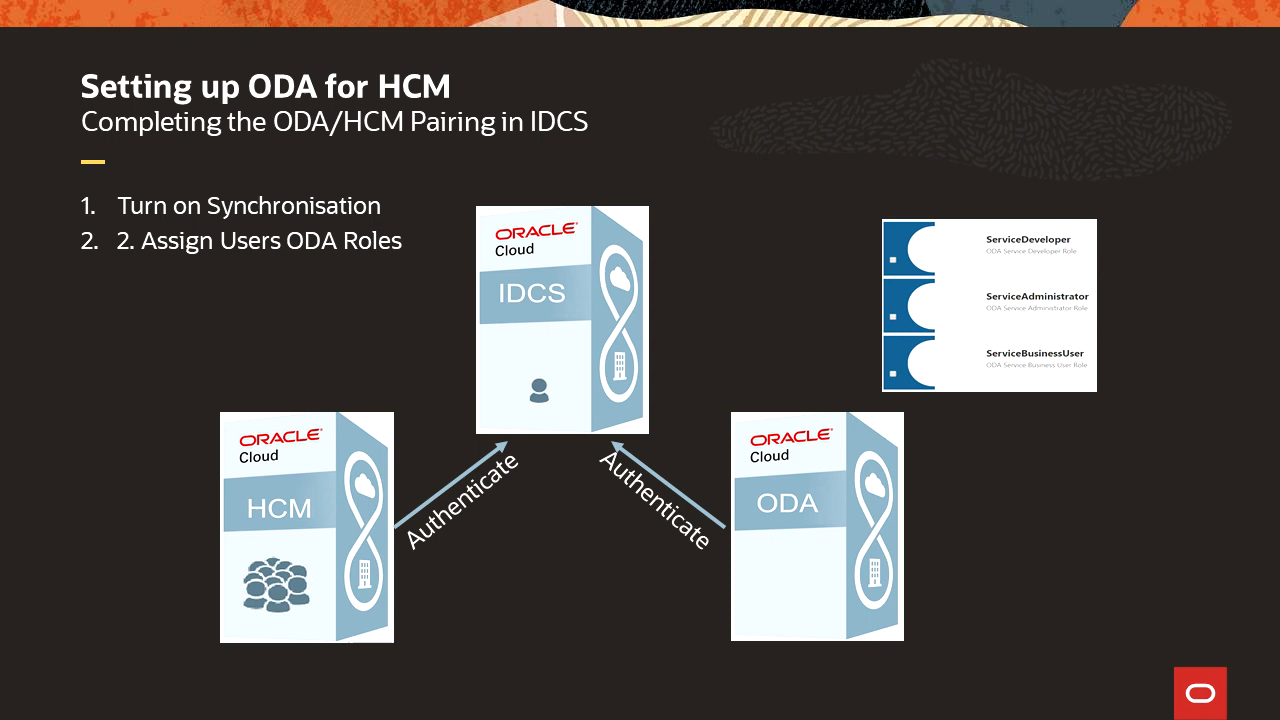 Setting up ODA for HCM
Completing the ODA/HCM Pairing in IDCS
1. Turn on Synchronisation
2. 2. Assign Users ODA Roles
ORACLE
Cloud
IDCS
ServiceDeveloper
ODA Service Developer Role
ServiceAdministrator
ODA Service Administrator Role
ServiceBusinessUser
ODA Service Business User Role
ORACLE
Cloud
HCM
Authenticate
Authenticate
ORACLE
Cloud
ODA